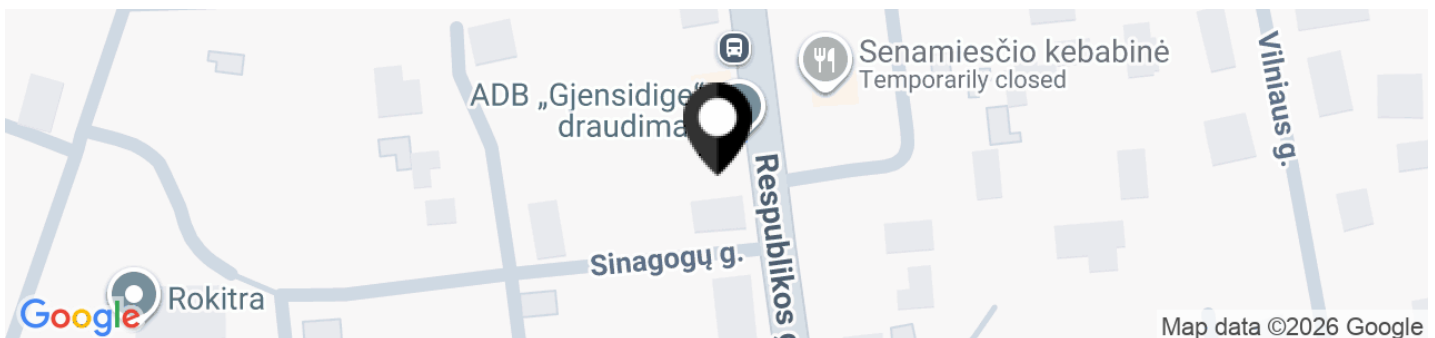 Senamiesčio kebabinė
Temporarily closed
Vilniaus g.
ADB „Gjensidige“
draudima
Respublikos g
Sinagogų g.
Rokitra
Google
Map data ©2026 Google